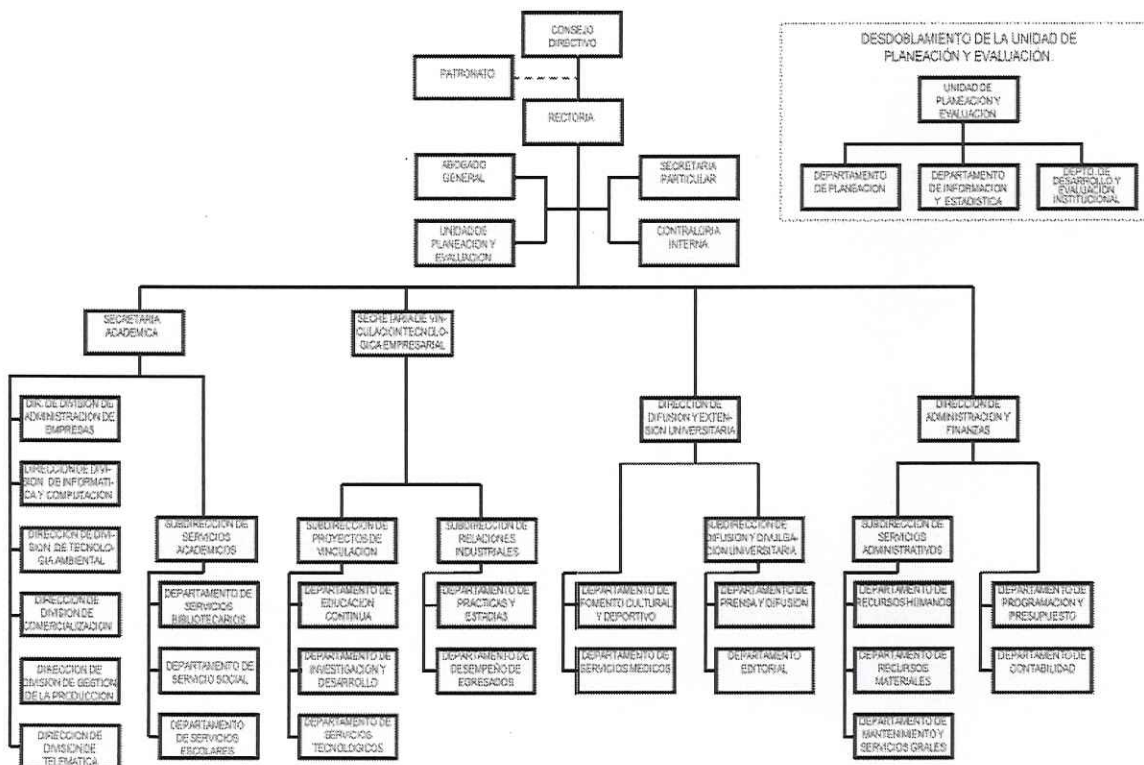 CONSEJO
DIRECTIVO
PATRONATO
RECTORIA
ABOGADO
GENERAL
SECRETARIA
PARTICULAR
UNIDAD DE
PLANEACION Y
EVALUACION
CONTRALORIA
INTERNA
DESDOBLAMIENTO DE LA UNIDAD DE
PLANEACIÓN Y EVALUACIÓN.
UNIDAD DE
PLANEACION Y
EVALUACION
DEPARTAMENTO
DE PLANEACION
DEPARTAMENTO
DE INFORMACION
Y ESTADISTICA
DEPTO. DE
DESARROLLO Y
EVALUACION
INSTITUCIONAL
SECRETARIA
ACADEMICA
SECRETARIA DE VIN-
CULACION TECNOLO-
GICA EMPRESARIAL
DIRECCION DE
DIFUSION Y EXTEN-
SION UNIVERSITARIA
DIRECCION DE
ADMINISTRACION Y
FINANZAS
DIR. DE DIVISION DE
ADMINISTRACION DE
EMPRESAS
DIRECCION DE DIVI-
SION DE INFORMATI-
CA Y COMPUTACION
DIRECCION DE DIVI-
SION DE TECNOLO-
GIA AMBIENTAL
DIRECCION DE
DIVISION DE
COMERCIALIZACION
DIRECCION DE
DIVISION DE GESTION
DE LA PRODUCCION
DIRECCION DE
DIVISION DE
TELEMATICA
SUBDIRECCION DE
SERVICIOS
ACADEMICOS
DEPARTAMENTO DE
SERVICIOS
BIBLIOTECARIOS
DEPARTAMENTO DE
SERVICIO SOCIAL
DEPARTAMENTO
DE SERVICIOS
ESCOLARES
SUBDIRECCION DE
PROYECTOS DE
VINCULACION
DEPARTAMENTO DE
EDUCACION
CONTINUA
DEPARTAMENTO DE
INVESTIGACION Y
DESARROLLO
DEPARTAMENTO DE
SERVICIOS
TECNOLOGICOS
SUBDIRECCION DE
RELACIONES
INDUSTRIALES
DEPARTAMENTO DE
PRACTICAS Y
ESTADIAS
DEPARTAMENTO DE
DESEMPEÑO DE
EGRESADOS
DEPARTAMENTO DE
FOMENTO CULTURAL
Y DEPORTIVO
DEPARTAMENTO DE
SERVICIOS MEDICOS
SUBDIRECCION DE
DIFUSION Y DIVULGA-
CION UNIVERSITARIA
DEPARTAMENTO DE
PRENSA Y DIFUSION
DEPARTAMENTO
EDITORIAL
SUBDIRECCION DE
SERVICIOS
ADMINISTRATIVOS
DEPARTAMENTO DE
RECURSOS HUMANOS
DEPARTAMENTO DE
RECURSOS
MATERIALES
DEPARTAMENTO DE
MANTENIMIENTO Y
SERVICIOS GRALES
DEPARTAMENTO DE
PROGRAMACION Y
PRESUPUESTO
DEPARTAMENTO DE
CONTABILIDAD